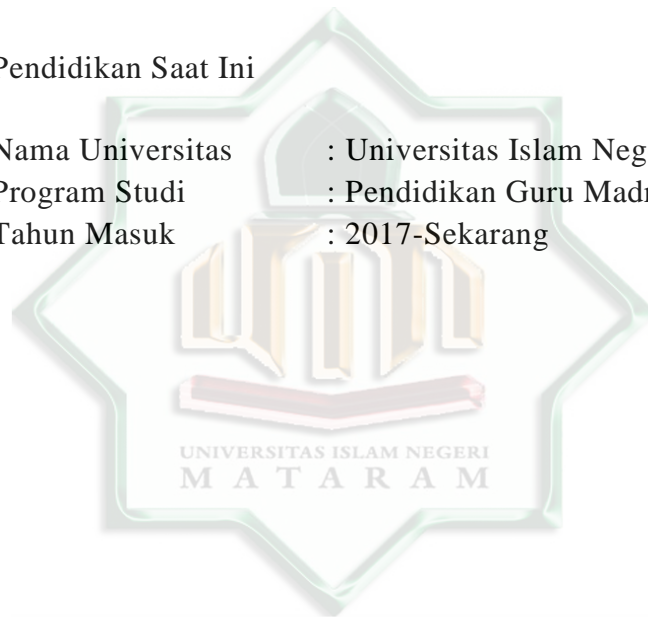 Pendidikan Saat Ini
Nama Universitas : Universitas Islam Neg
Program Studi : Pendidikan Guru Madr
Tahun Masuk : 2017-Sekarang
UNIVERSITAS ISLAM NEGERI
MATARAM